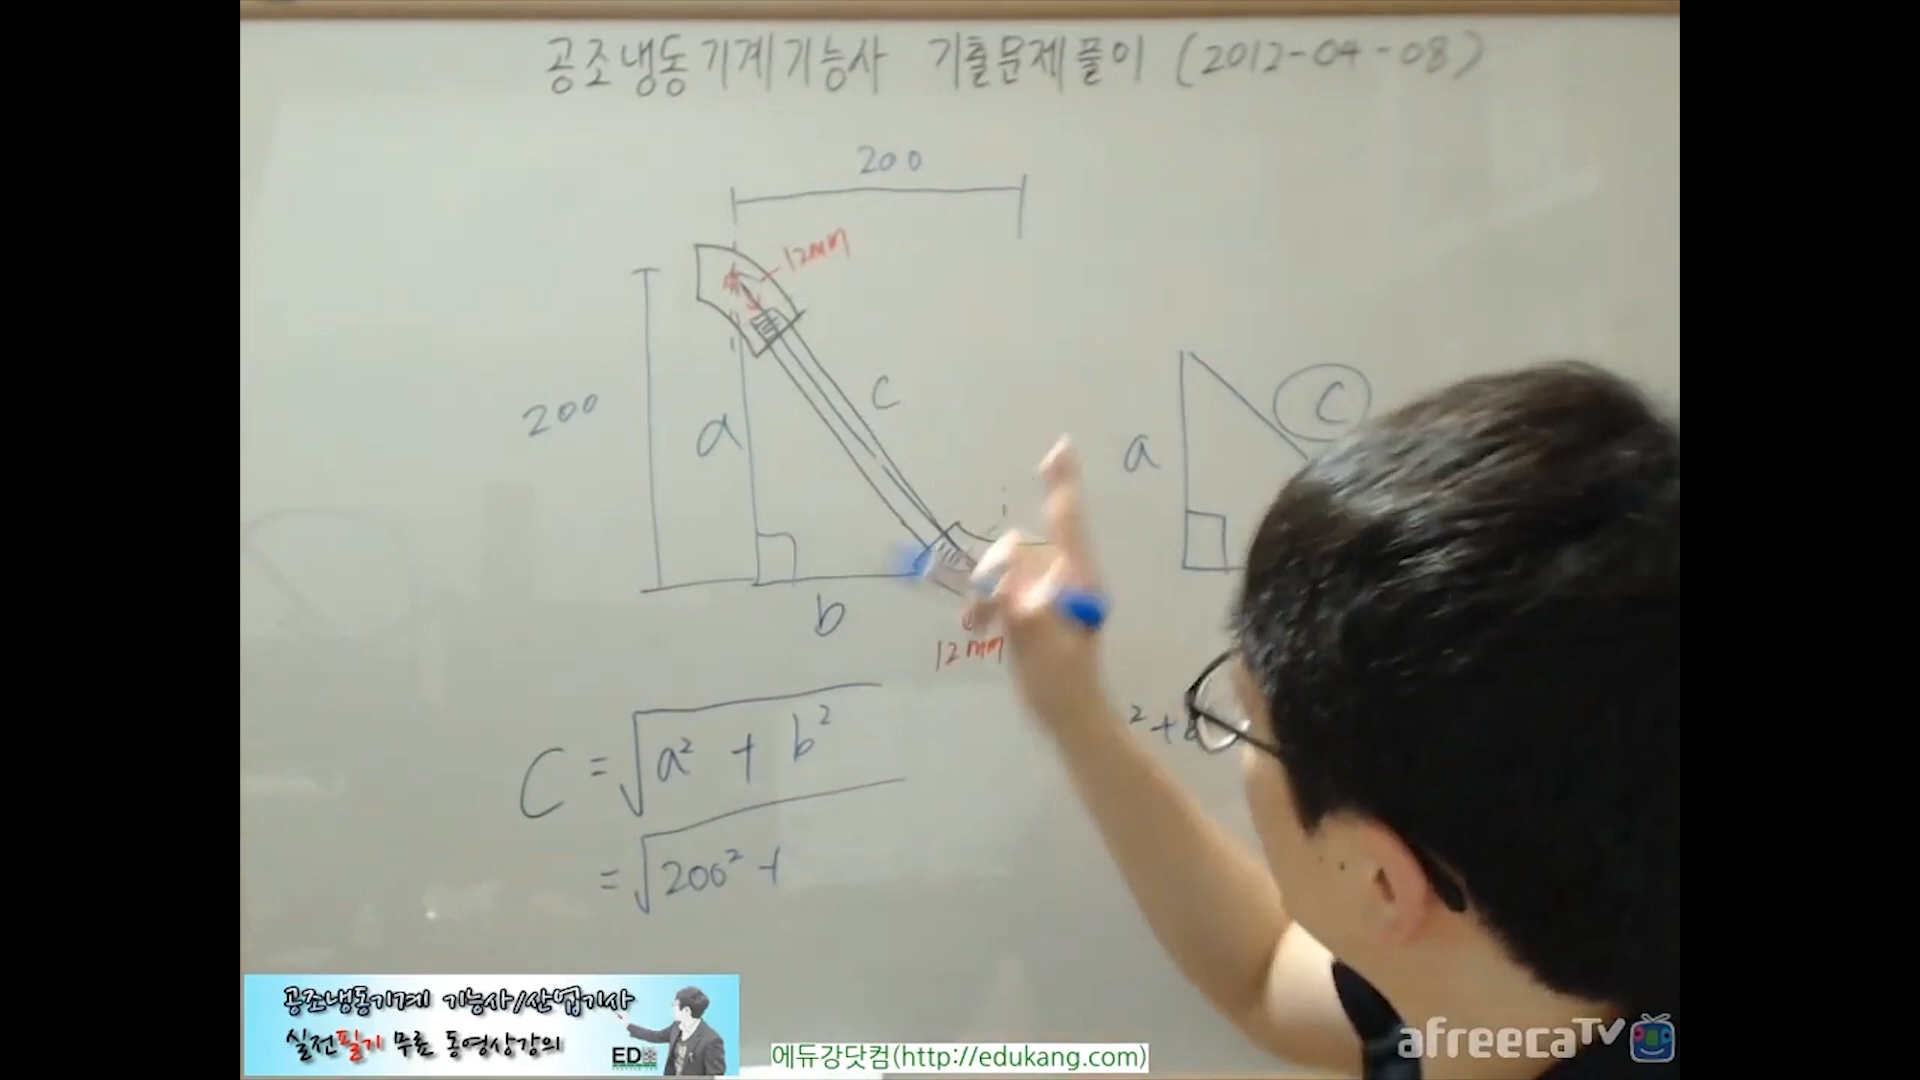 공조냉동기계기능사 기출문제풀이 (2012-04-08)
200
12mm
200
a
c
a
c
b
12mm
C = √a² + b²
² +
= √200² +
공조냉동기계 기능사/산업기사
실전필기 무료 동영상강의
에듀강닷컴(http://edukang.com)
afreecaTV